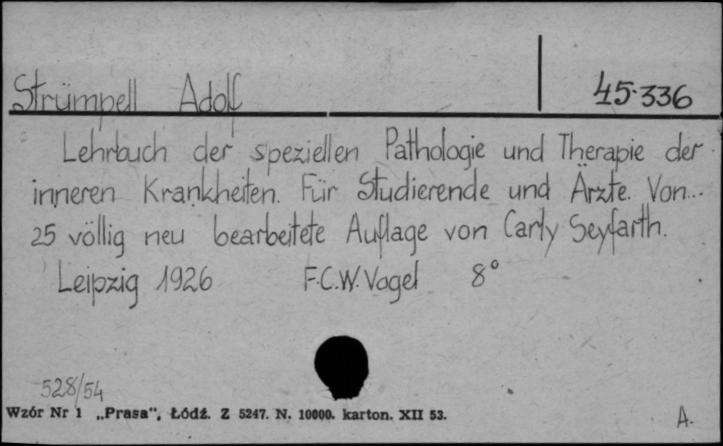 Strümpell Adolf
45.336
Lehrbuch der speziellen Pathologie und Therapie der
inneren Krankheiten. Für Studierende und Ärzte. Von...
25 völlig neu bearbeitete Auflage von Carly Seyfarth.
Leipzig 1926 F.C.W. Vogel 8°
528/54
Wzór Nr 1 „Prasa", Łódź. Z 5247. N. 10000. karton. XII 53.
A.